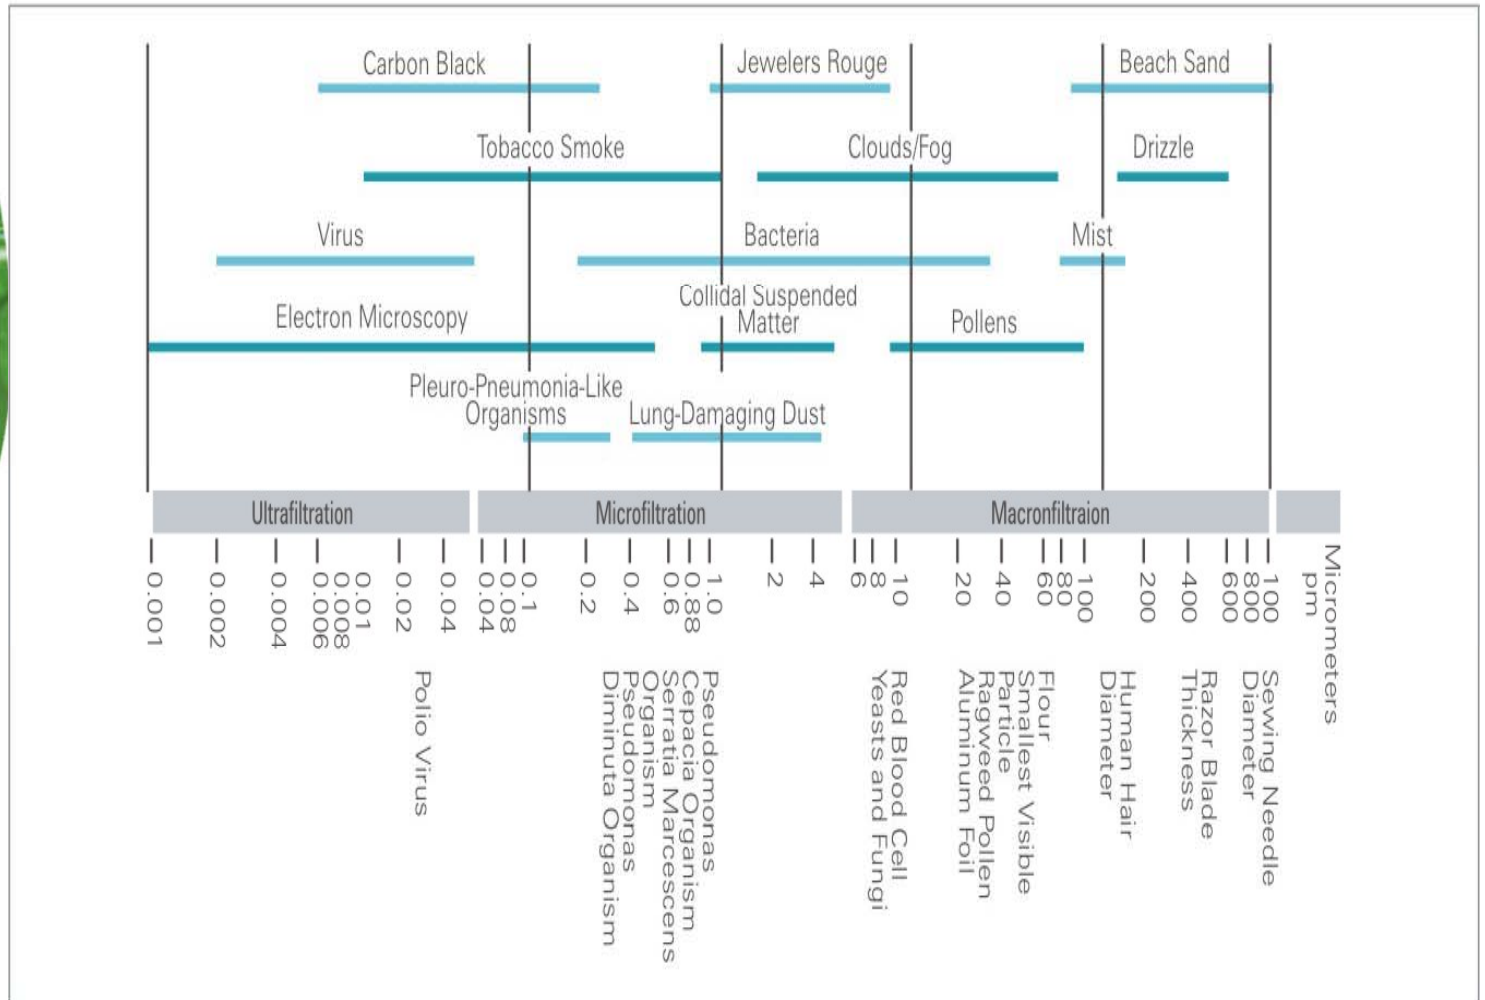 Carbon Black
Jewelers Rouge
Beach Sand
Tobacco Smoke
Clouds/Fog
Drizzle
Virus
Bacteria
Mist
Electron Microscopy
Collidal Suspended
Matter
Pollens
Pleuro-Pneumonia-Like
Organisms
Lung-Damaging Dust
Ultrafiltration
Microfiltration
Macronfiltraion
0.001
0.002
0.004
0.006
0.008
0.01
0.02
0.04
0.04
0.08
0.1
0.2
0.4
0.6
0.88
1.0
2
4
6
8
10
20
40
60
80
100
200
400
600
800
100
Micrometers
pm
Polio Virus
Pseudomonas
Cepacia Organism
Serratia Marcescens
Organism
Pseudomonas
Diminuta Organism
Red Blood Cell
Yeasts and Fungi
Flour
Smallest Visible
Particle
Ragweed Pollen
Aluminum Foil
Human Hair
Diameter
Razor Blade
Thickness
Sewing Needle
Diameter